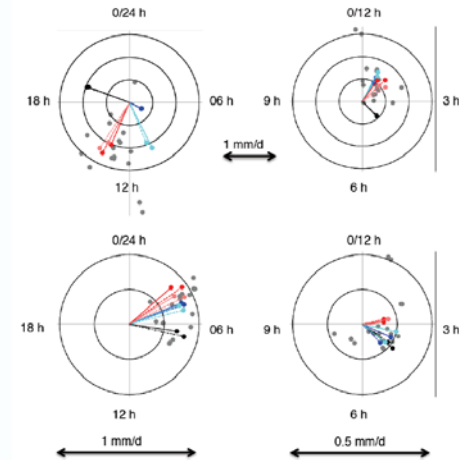 0/24 h
0/12 h
18 h
06 h
9 h
3 h
1 mm/d
12 h
6 h
0/24 h
0/12 h
18 h
06 h
9 h
3 h
12 h
6 h
1 mm/d
0.5 mm/d